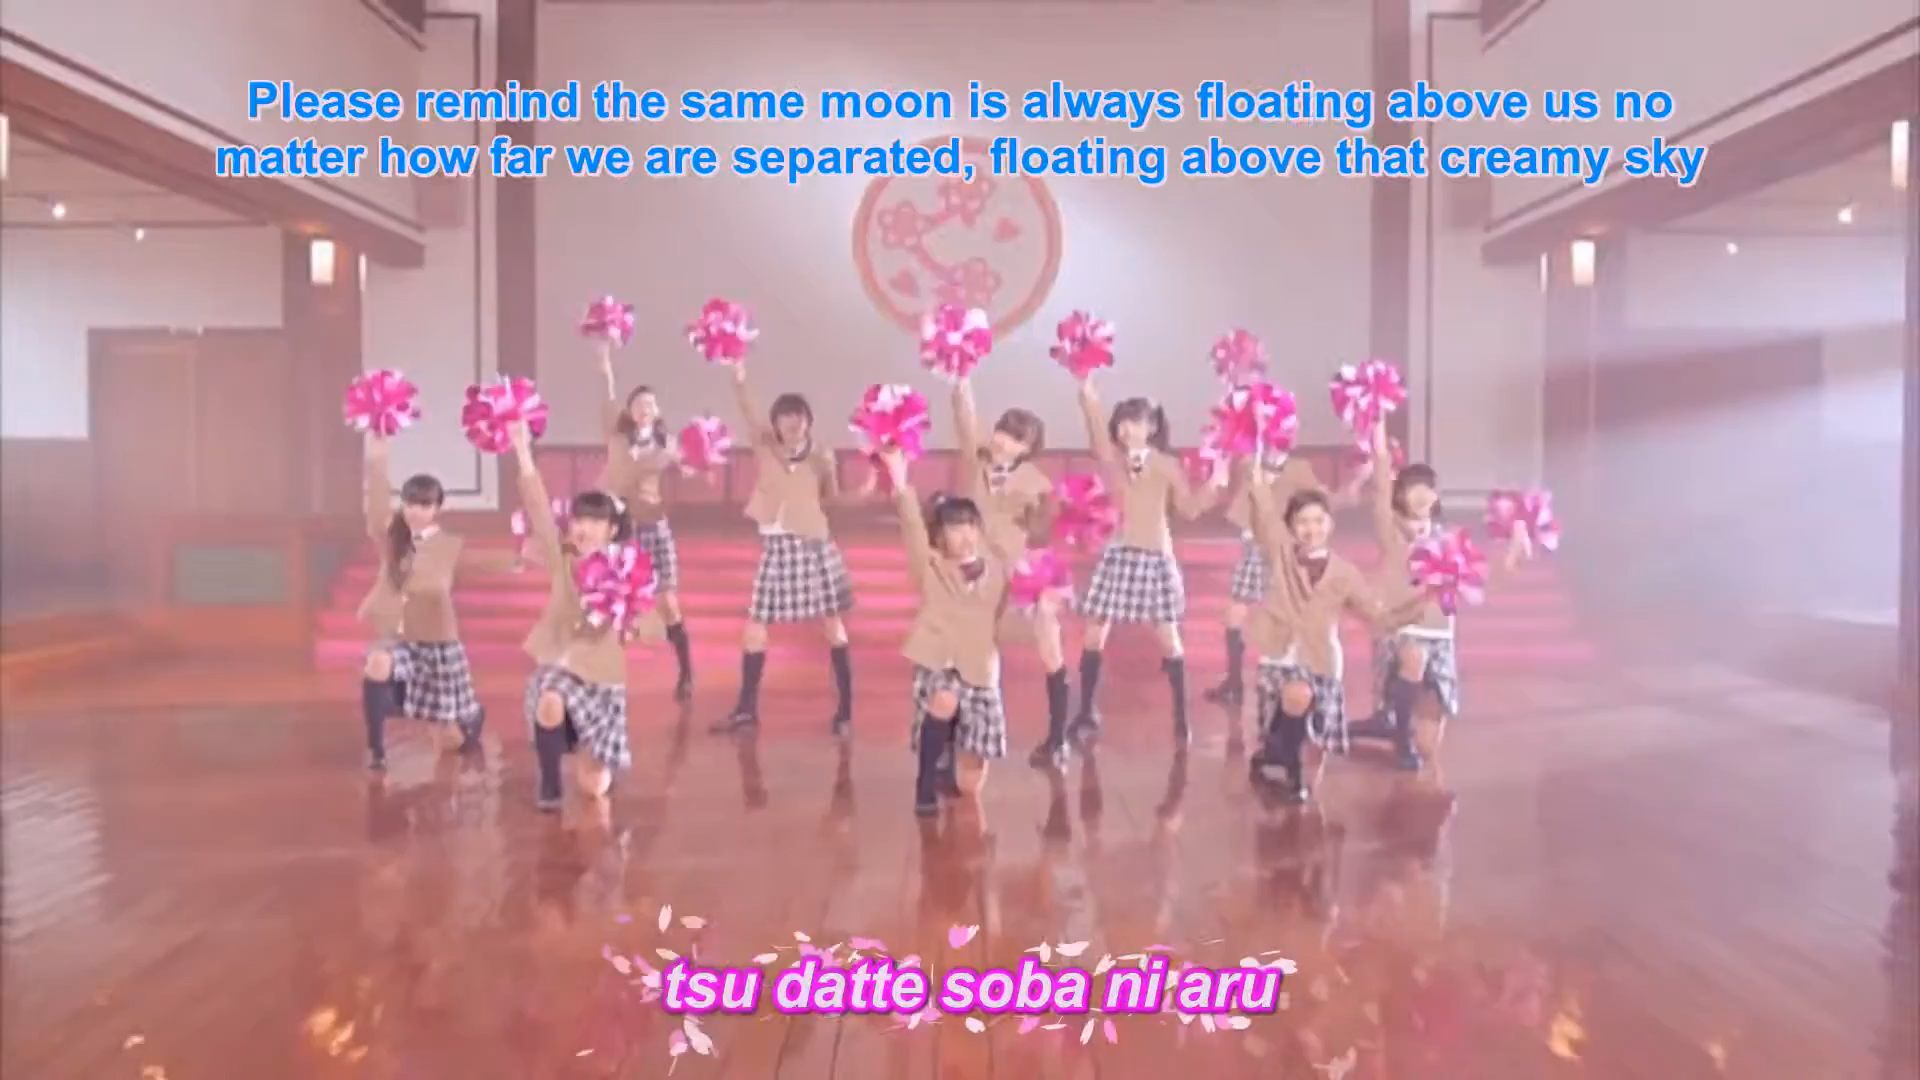 Please remind the same moon is always floating above us no
matter how far we are separated, floating above that creamy sky
tsu datte soba ni aru